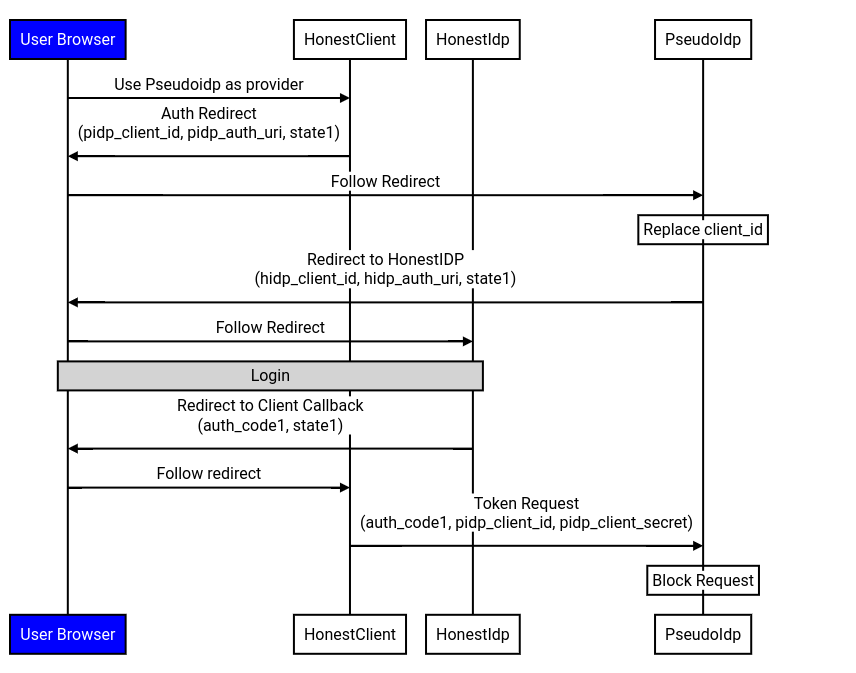 User Browser
HonestClient
HonestIdp
PseudoIdp
Use Pseudoidp as provider
Auth Redirect
(pidp_client_id, pidp_auth_uri, state1)
Follow Redirect
Replace client_id
Redirect to HonestIDP
(hidp_client_id, hidp_auth_uri, state1)
Follow Redirect
Login
Redirect to Client Callback
(auth_code1, state1)
Follow redirect
Token Request
(auth_code1, pidp_client_id, pidp_client_secret)
Block Request
User Browser
HonestClient
HonestIdp
PseudoIdp